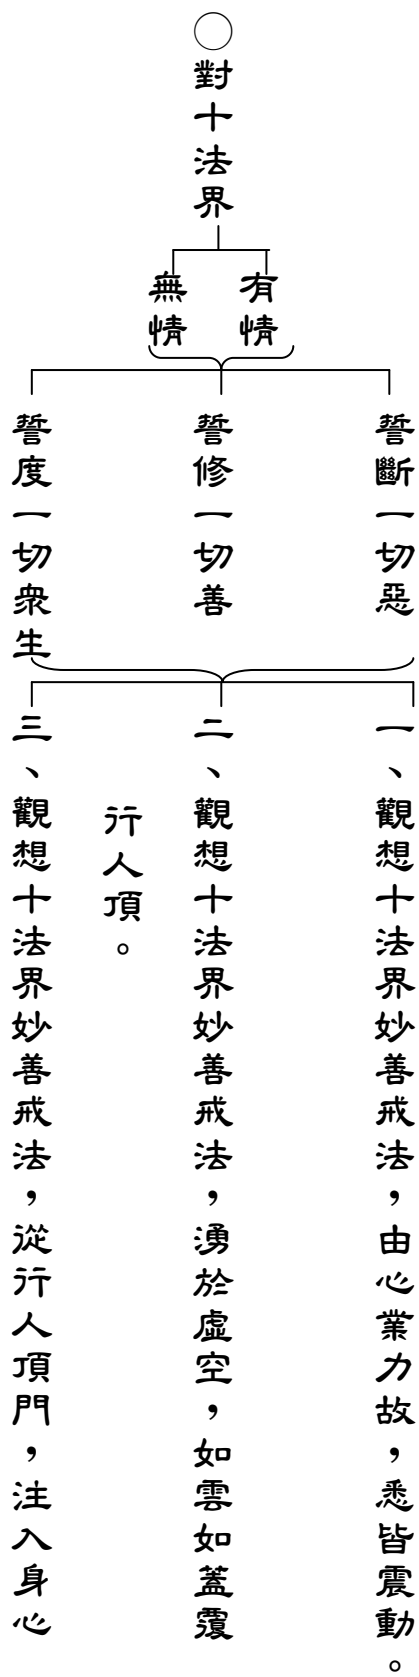 ○對十法界
有情
無情
誓斷一切惡
誓修一切善
誓度一切衆生
一、觀想十法界妙善戒法，由心業力故，悉皆震動。
二、觀想十法界妙善戒法，湧於虛空，如雲如蓋覆
行人頂。
三、觀想十法界妙善戒法，從行人頂門，注入身心